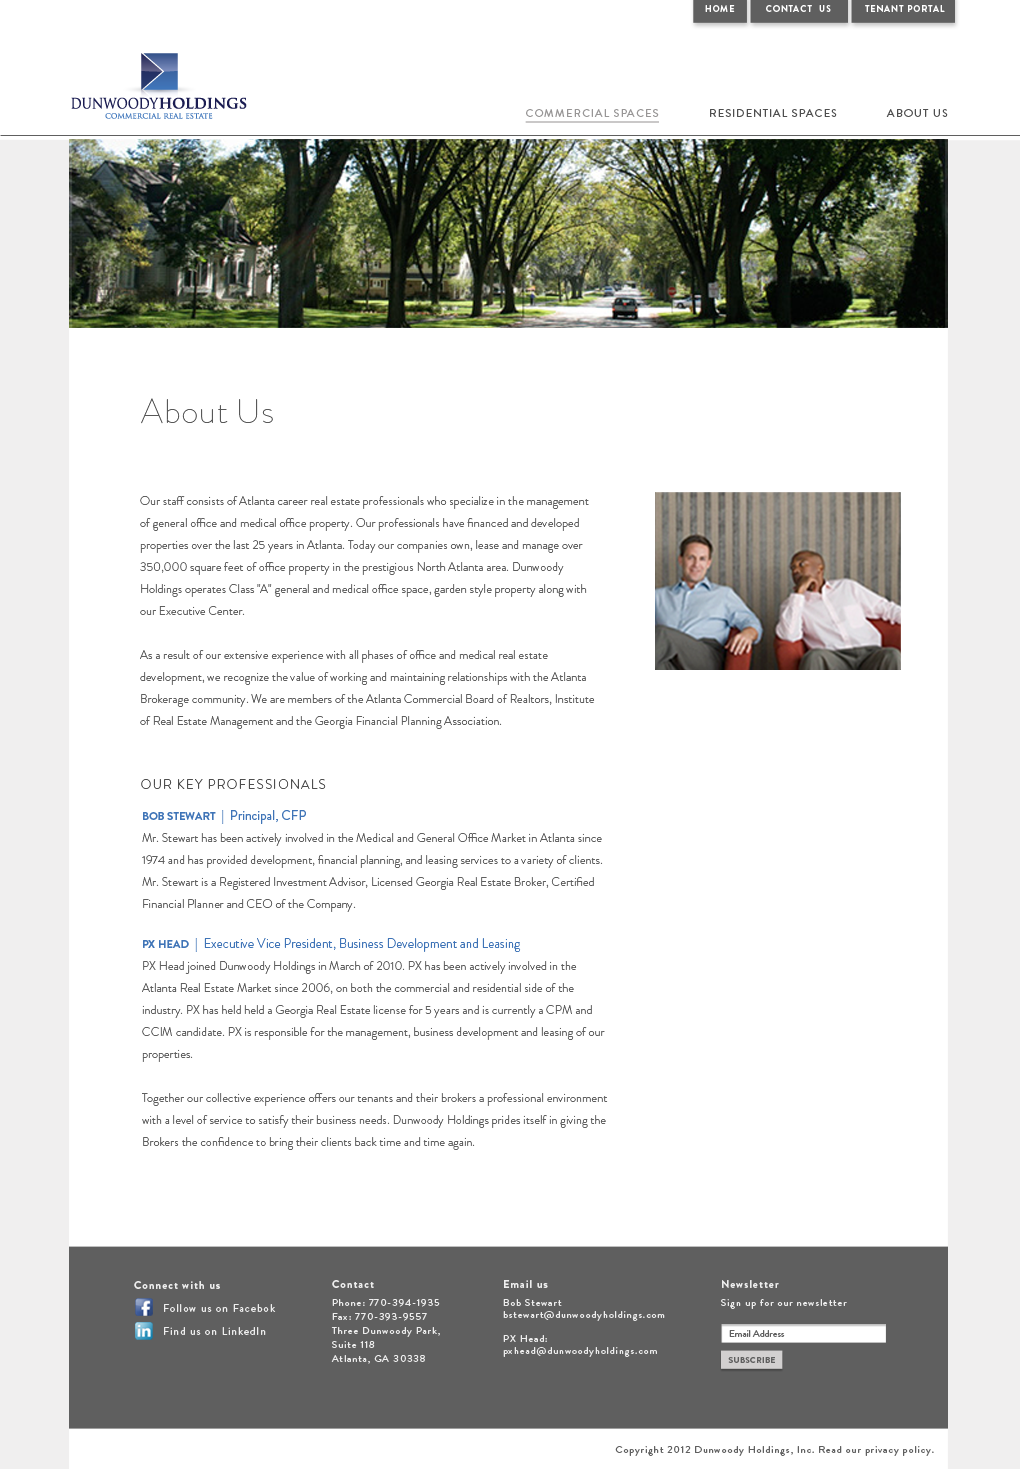 HOME
CONTACT US
TENANT PORTAL
DUNWOODYHOLDINGS
COMMERCIAL REAL ESTATE
COMMERCIAL SPACES
RESIDENTIAL SPACES
ABOUT US
About Us
Our staff consists of Atlanta career real estate professionals who specialize in the management
of general office and medical office property. Our professionals have financed and developed
properties over the last 25 years in Atlanta. Today our companies own, lease and manage over
350,000 square feet of office property in the prestigious North Atlanta area. Dunwoody
Holdings operates Class "A" general and medical office space, garden style property along with
our Executive Center.
As a result of our extensive experience with all phases of office and medical real estate
development, we recognize the value of working and maintaining relationships with the Atlanta
Brokerage community. We are members of the Atlanta Commercial Board of Realtors, Institute
of Real Estate Management and the Georgia Financial Planning Association.
OUR KEY PROFESSIONALS
BOB STEWART | Principal, CFP
Mr. Stewart has been actively involved in the Medical and General Office Market in Atlanta since
1974 and has provided development, financial planning, and leasing services to a variety of clients.
Mr. Stewart is a Registered Investment Advisor, Licensed Georgia Real Estate Broker, Certified
Financial Planner and CEO of the Company.
PX HEAD | Executive Vice President, Business Development and Leasing
PX Head joined Dunwoody Holdings in March of 2010. PX has been actively involved in the
Atlanta Real Estate Market since 2006, on both the commercial and residential side of the
industry. PX has held held a Georgia Real Estate license for 5 years and is currently a CPM and
CCIM candidate. PX is responsible for the management, business development and leasing of our
properties.
Together our collective experience offers our tenants and their brokers a professional environment
with a level of service to satisfy their business needs. Dunwoody Holdings prides itself in giving the
Brokers the confidence to bring their clients back time and time again.
Connect with us
Follow us on Facebok
Find us on LinkedIn
Contact
Phone: 770-394-1935
Fax: 770-393-9557
Three Dunwoody Park,
Suite 118
Atlanta, GA 30338
Email us
Bob Stewart
bstewart@dunwoodyholdings.com
PX Head:
pxhead@dunwoodyholdings.com
Newsletter
Sign up for our newsletter
Email Address
SUBSCRIBE
Copyright 2012 Dunwoody Holdings, Inc. Read our privacy policy.